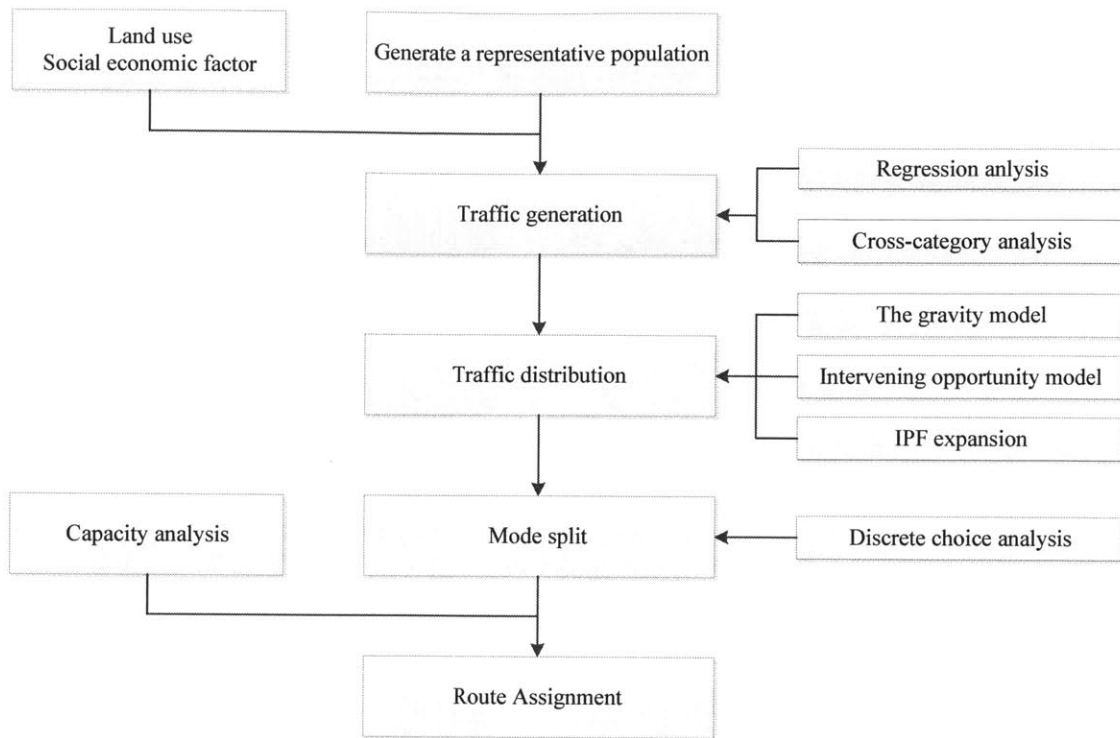 Land use
Social economic factor
Generate a representative population
Regression anlysis
Traffic generation
Cross-category analysis
The gravity model
Traffic distribution
Intervening opportunity model
IPF expansion
Capacity analysis
Mode split
Discrete choice analysis
Route Assignment